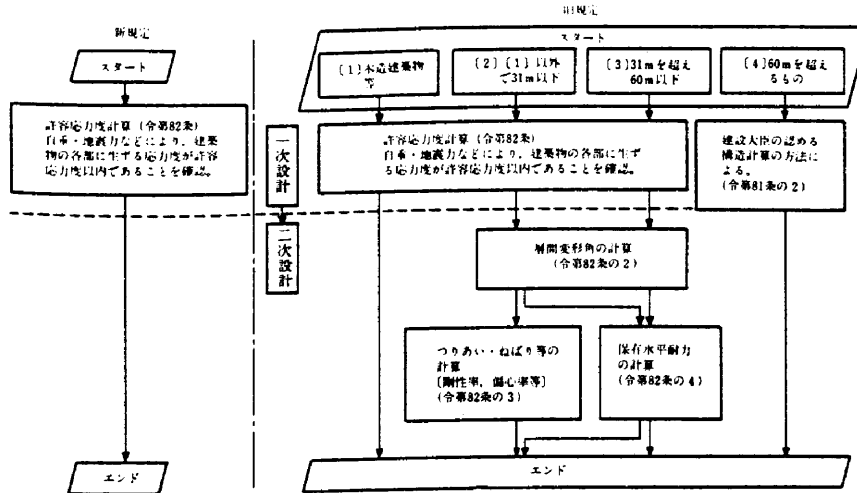 新規定
スタート
許容応力度計算(令第82条)
自重・地震力などにより,建築
物の各部に生ずる応力度が許容
応力度以内であることを確認。
エンド
一次設計
二次設計
旧規定
スタート
(1)木造建築物
等
(2)(1)以外
で31m以下
(3)31mを超え
60m以下
(4)60mを超え
るもの
許容応力度計算(令第82条)
自重・地震力などにより,建築物の各部に生ず
る応力度が許容応力度以内であることを確認。
建設大臣の認める
構造計算の方法に
よる。
(令第81条の2)
層間変形角の計算
(令第82条の2)
つりあい・ねばり等の
計算
〔剛性率,偏心率等〕
(令第82条の3)
保有水平耐力
の計算
(令第82条の4)
エンド